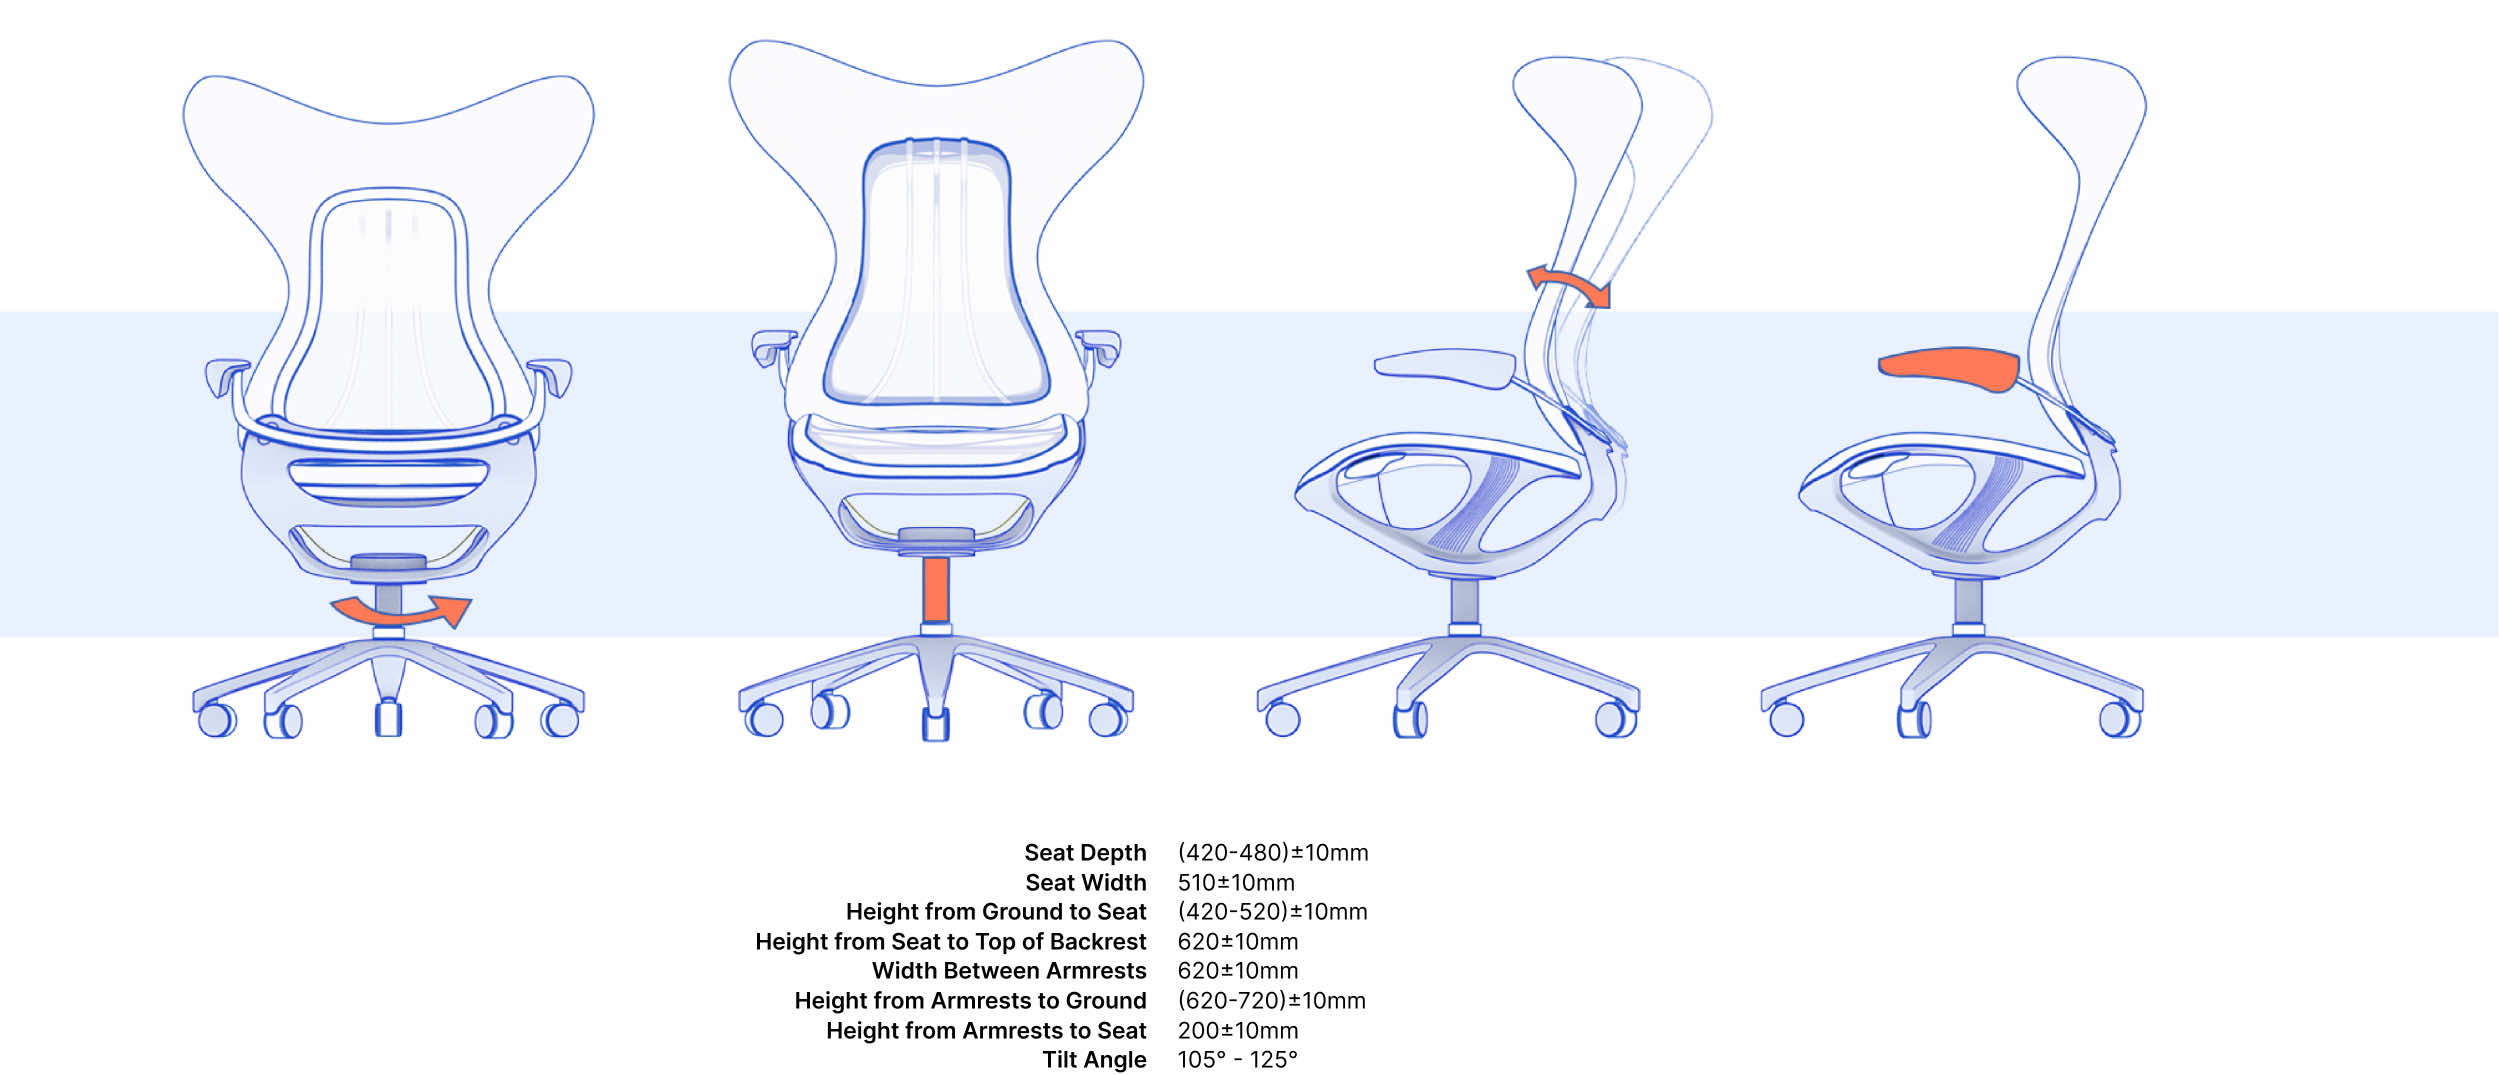 Seat Depth (420-480)±10mm
Seat Width 510±10mm
Height from Ground to Seat (420-520)±10mm
Height from Seat to Top of Backrest 620±10mm
Width Between Armrests 620±10mm
Height from Armrests to Ground (620-720)±10mm
Height from Armrests to Seat 200±10mm
Tilt Angle 105° - 125°